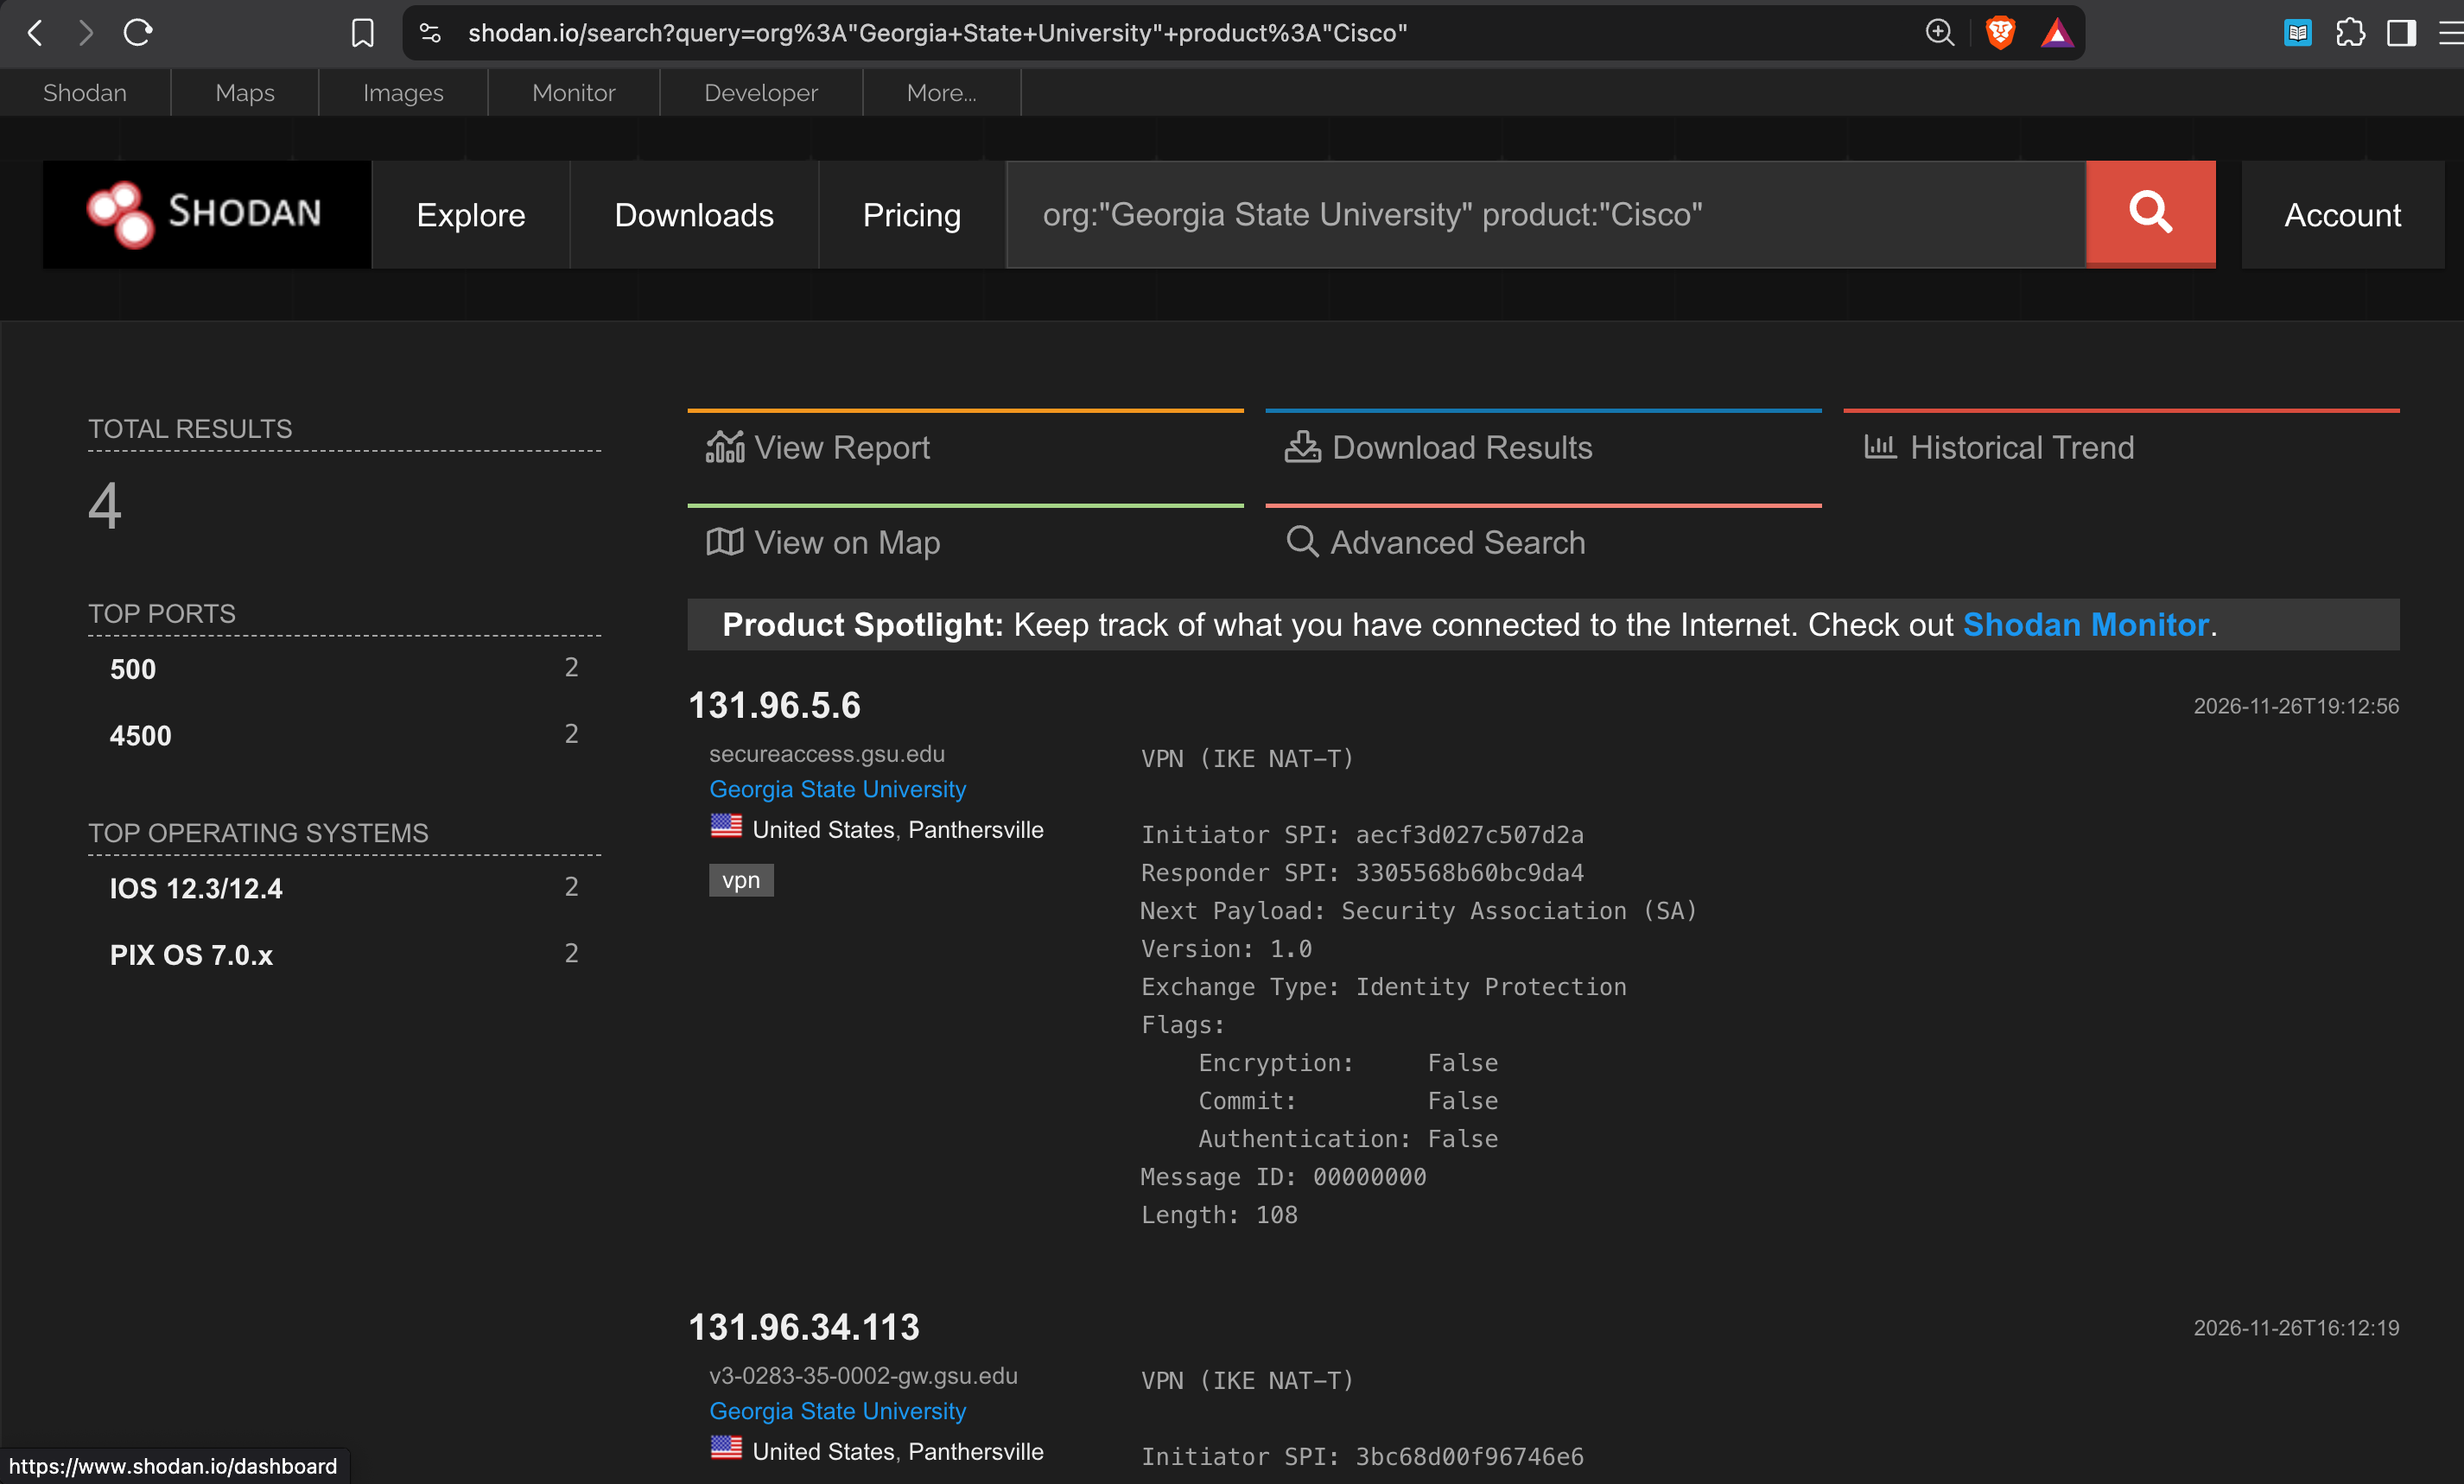 shodan.io/search?query=org%3A"Georgia+State+University"+product%3A"Cisco"
Shodan Maps Images Monitor Developer More...
SHODAN Explore Downloads Pricing org:"Georgia State University" product:"Cisco" Account
TOTAL RESULTS
4
TOP PORTS
500 2
4500 2
TOP OPERATING SYSTEMS
IOS 12.3/12.4 2
PIX OS 7.0.x 2
View Report Download Results Historical Trend
View on Map Advanced Search
Product Spotlight: Keep track of what you have connected to the Internet. Check out Shodan Monitor.
131.96.5.6 2026-11-26T19:12:56
secureaccess.gsu.edu
Georgia State University
United States, Panthersville
vpn
VPN (IKE NAT-T)
Initiator SPI: aecf3d027c507d2a
Responder SPI: 3305568b60bc9da4
Next Payload: Security Association (SA)
Version: 1.0
Exchange Type: Identity Protection
Flags:
Encryption: False
Commit: False
Authentication: False
Message ID: 00000000
Length: 108
131.96.34.113 2026-11-26T16:12:19
v3-0283-35-0002-gw.gsu.edu
Georgia State University
United States, Panthersville
VPN (IKE NAT-T)
Initiator SPI: 3bc68d00f96746e6
https://www.shodan.io/dashboard